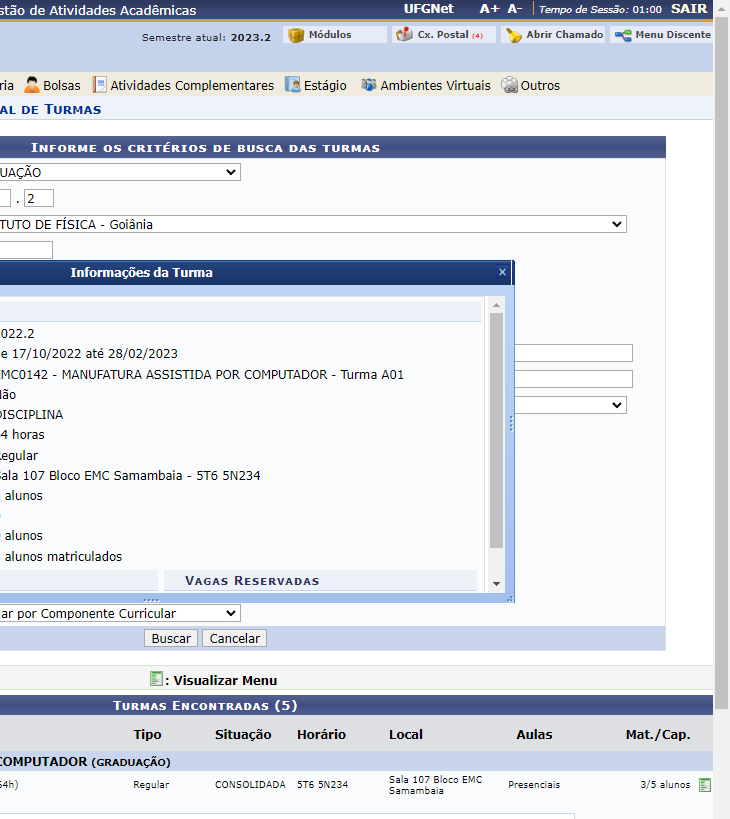 stão de Atividades Acadêmicas UFGNet A+ A- Tempo de Sessão: 01:00 SAIR
Semestre atual: 2023.2 Módulos Cx. Postal (4) Abrir Chamado Menu Discente
ria Bolsas Atividades Complementares Estágio Ambientes Virtuais Outros
AL DE TURMAS
INFORME OS CRITÉRIOS DE BUSCA DAS TURMAS
UAÇÃO
. 2
TUTO DE FÍSICA - Goiânia
Informações da Turma x
022.2
e 17/10/2022 até 28/02/2023
EMC0142 - MANUFATURA ASSISTIDA POR COMPUTADOR - Turma A01
Não
DISCIPLINA
4 horas
Regular
Sala 107 Bloco EMC Samambaia - 5T6 5N234
alunos
alunos
alunos matriculados
VAGAS RESERVADAS
ar por Componente Curricular
Buscar Cancelar
: Visualizar Menu
TURMAS ENCONTRADAS (5)
Tipo Situação Horário Local Aulas Mat./Cap.
COMPUTADOR (GRADUAÇÃO)
64h) Regular CONSOLIDADA 5T6 5N234 Sala 107 Bloco EMC Samambaia Presenciais 3/5 alunos